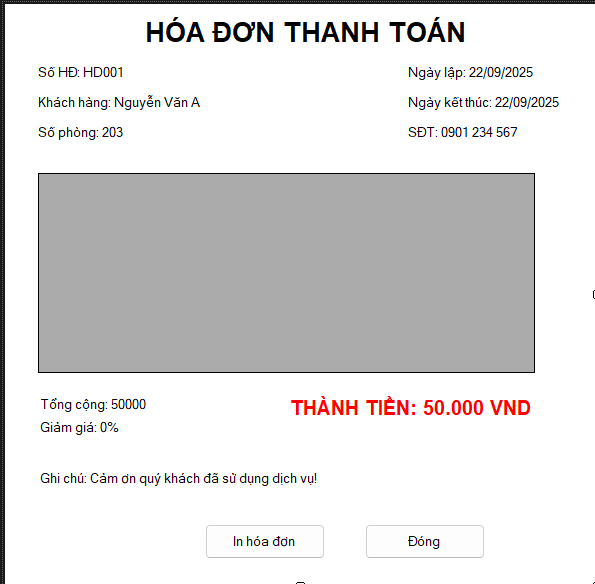 HÓA ĐƠN THANH TOÁN
Số HĐ: HD001
Ngày lập: 22/09/2025
Khách hàng: Nguyễn Văn A
Ngày kết thúc: 22/09/2025
Số phòng: 203
SĐT: 0901 234 567
Tổng cộng: 50000
THÀNH TIỀN: 50.000 VND
Giảm giá: 0%
Ghi chú: Cảm ơn quý khách đã sử dụng dịch vụ!
In hóa đơn
Đóng